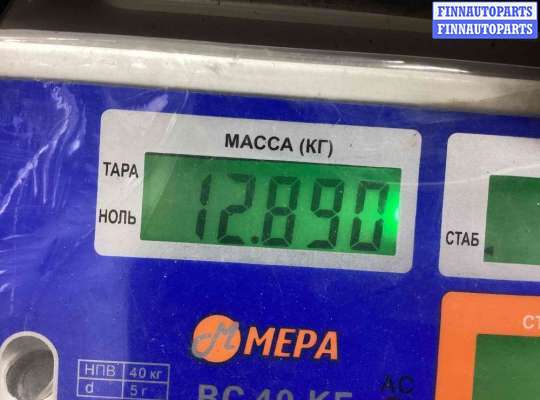 FINNAUTOPARTS
FINNAUTOPARTS
МАССА (КГ)
ТАРА
НОЛЬ
12.890
СТАБ
МЕРА
НПВ 40 кг
d 5 г